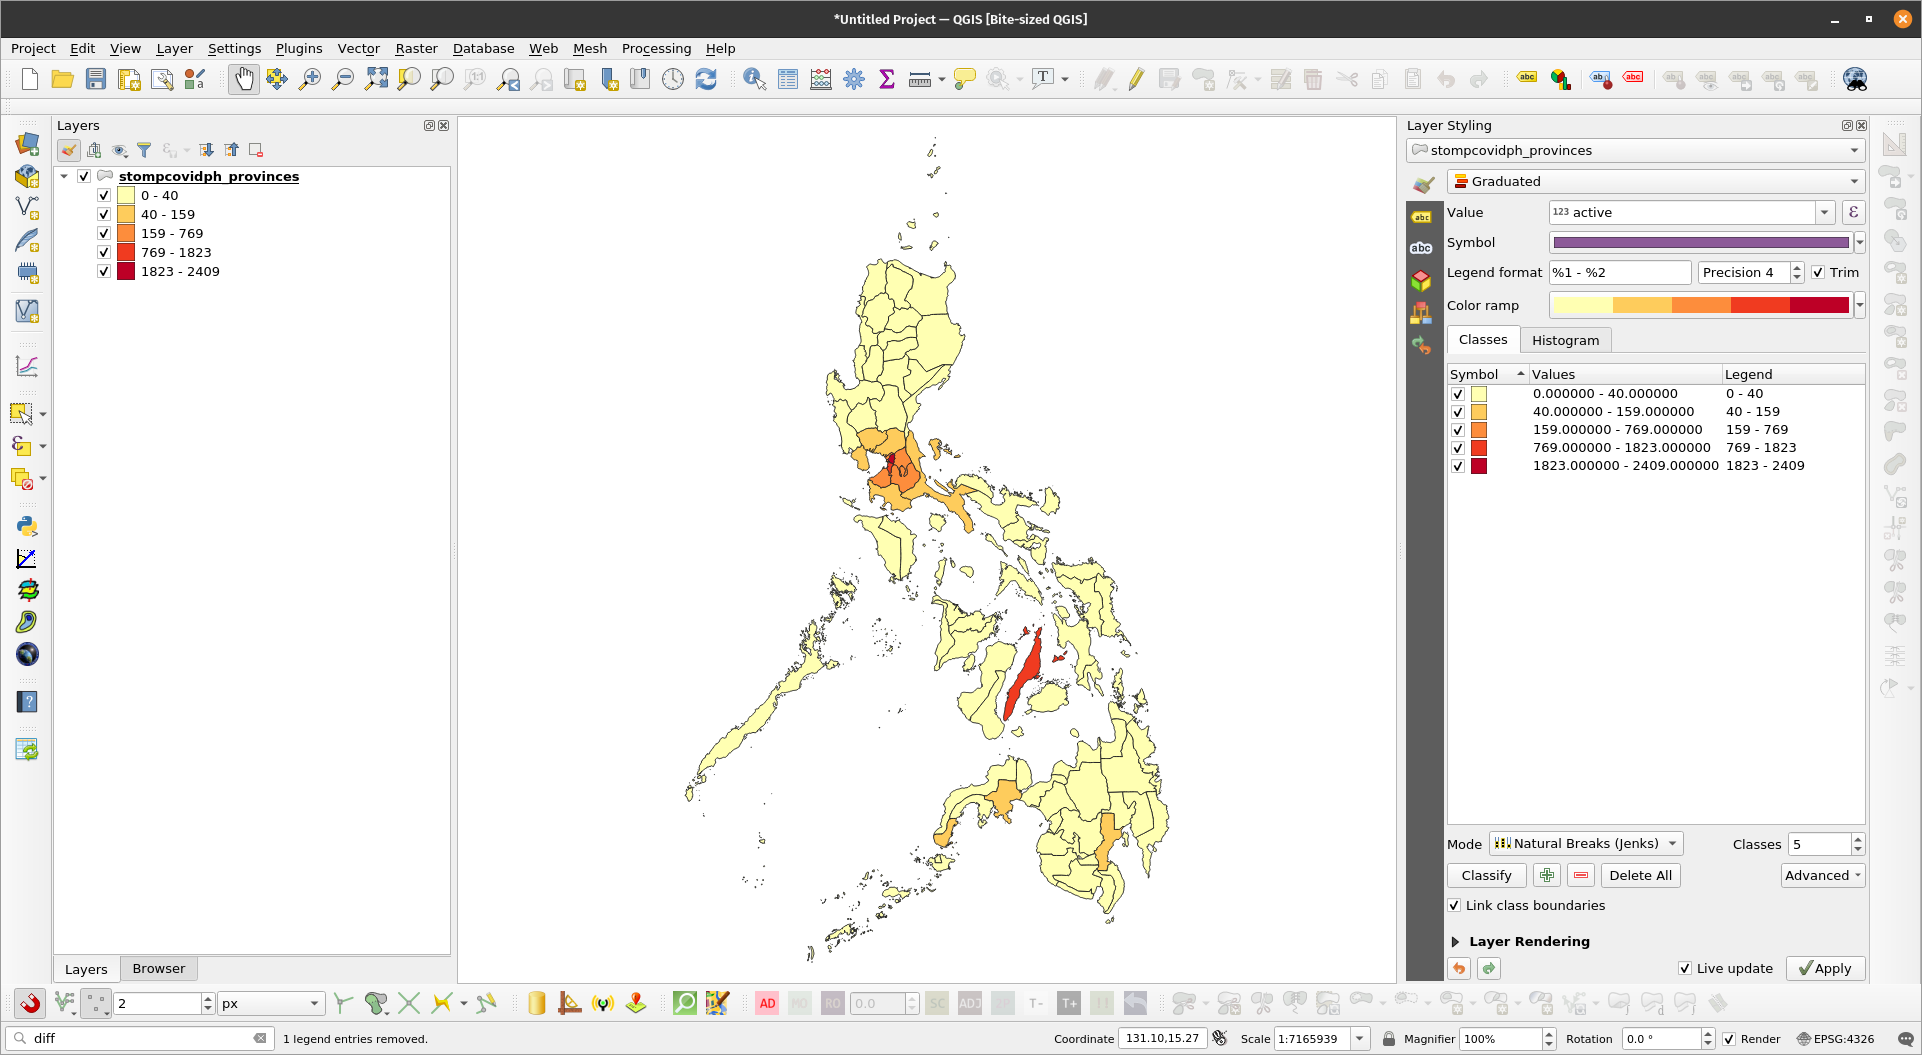 *Untitled Project — QGIS [Bite-sized QGIS]
Project Edit View Layer Settings Plugins Vector Raster Database Web Mesh Processing Help
Layers
stompcovidph_provinces
0 - 40
40 - 159
159 - 769
769 - 1823
1823 - 2409
Layers Browser
Layer Styling
stompcovidph_provinces
Graduated
Value 123 active ε
Symbol
Legend format %1 - %2 Precision 4 Trim
Color ramp
Classes Histogram
Symbol Values Legend
0.000000 - 40.000000 0 - 40
40.000000 - 159.000000 40 - 159
159.000000 - 769.000000 159 - 769
769.000000 - 1823.000000 769 - 1823
1823.000000 - 2409.000000 1823 - 2409
Mode Natural Breaks (Jenks) Classes 5
Classify Delete All Advanced
Link class boundaries
Layer Rendering
Live update Apply
2 px AD MO RO 0.0 SC ADJ T- T+
diff 1 legend entries removed. Coordinate 131.10,15.27 Scale 1:7165939 Magnifier 100% Rotation 0.0 ° Render EPSG:4326